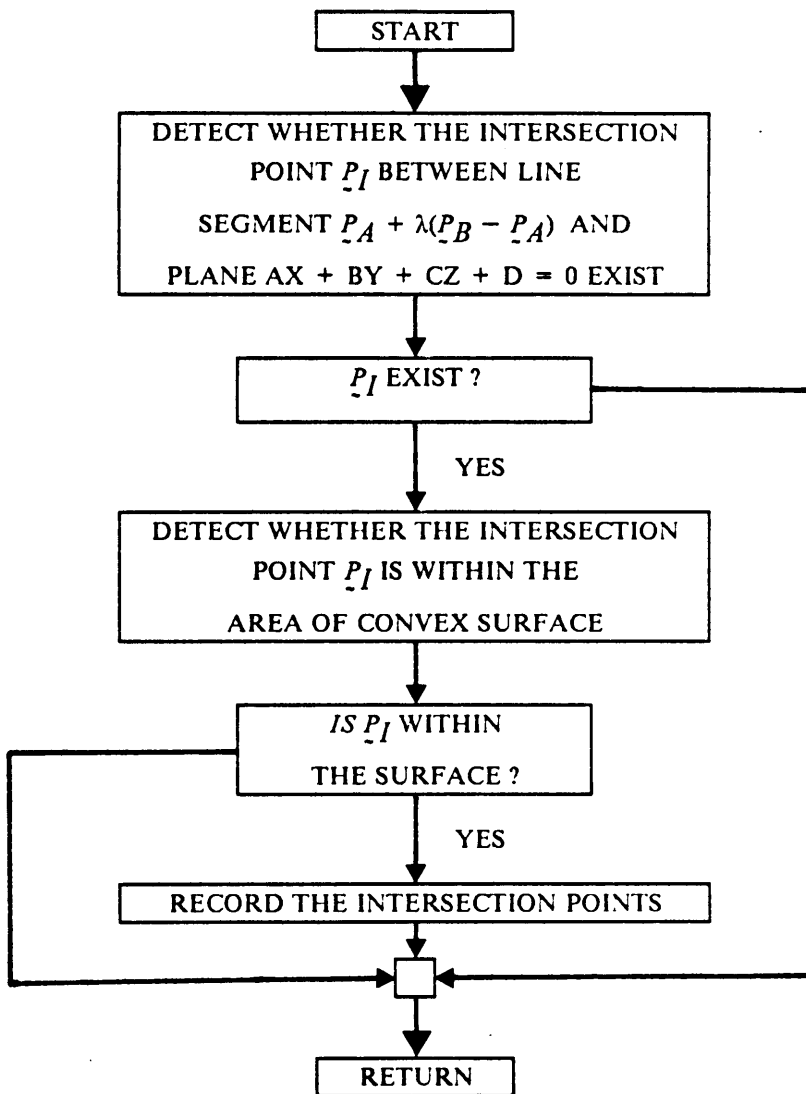 START
DETECT WHETHER THE INTERSECTION
POINT P_I BETWEEN LINE
SEGMENT P_A + λ(P_B − P_A) AND
PLANE AX + BY + CZ + D = 0 EXIST
P_I EXIST ?
YES
DETECT WHETHER THE INTERSECTION
POINT P_I IS WITHIN THE
AREA OF CONVEX SURFACE
IS P_I WITHIN
THE SURFACE ?
YES
RECORD THE INTERSECTION POINTS
RETURN